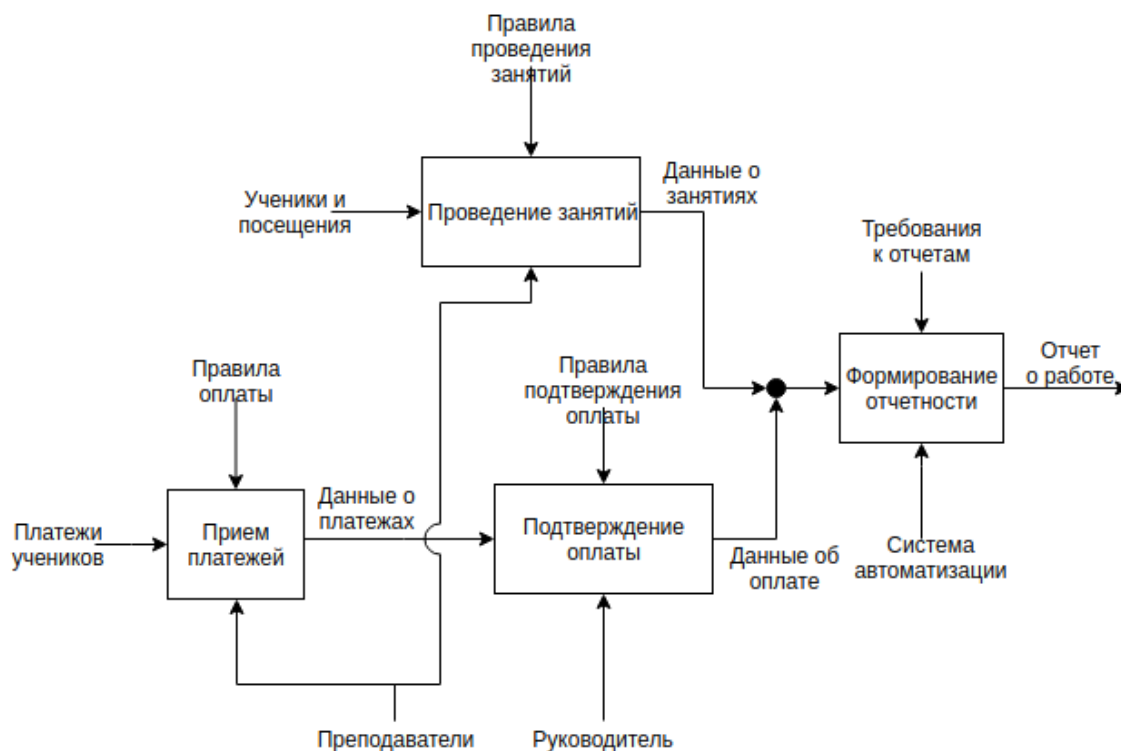 Правила
проведения
занятий
Ученики и
посещения
Проведение занятий
Данные о
занятиях
Требования
к отчетам
Правила
оплаты
Правила
подтверждения
оплаты
Формирование
отчетности
Отчет
о работе
Платежи
учеников
Прием
платежей
Данные о
платежах
Подтверждение
оплаты
Данные об
оплате
Система
автоматизации
Преподаватели
Руководитель